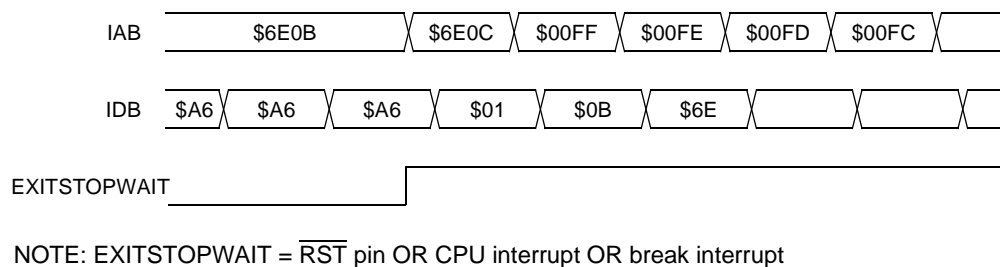 IAB $6E0B $6E0C $00FF $00FE $00FD $00FC
IDB $A6 $A6 $A6 $01 $0B $6E
EXITSTOPWAIT
NOTE: EXITSTOPWAIT = RST pin OR CPU interrupt OR break interrupt